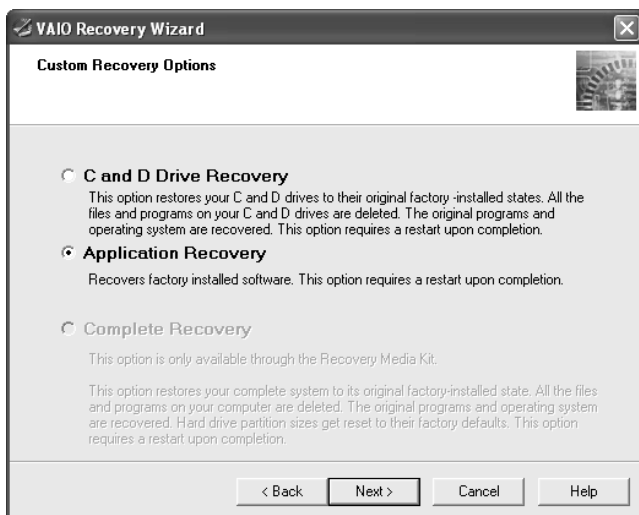 VAIO Recovery Wizard
Custom Recovery Options
C and D Drive Recovery
This option restores your C and D drives to their original factory -installed states. All the
files and programs on your C and D drives are deleted. The original programs and
operating system are recovered. This option requires a restart upon completion.
Application Recovery
Recovers factory installed software. This option requires a restart upon completion.
Complete Recovery
This option is only available through the Recovery Media Kit.
This option restores your complete system to its original factory-installed state. All the files
and programs on your computer are deleted. The original programs and operating system
are recovered. Hard drive partition sizes get reset to their factory defaults. This option
requires a restart upon completion.
< Back Next > Cancel Help